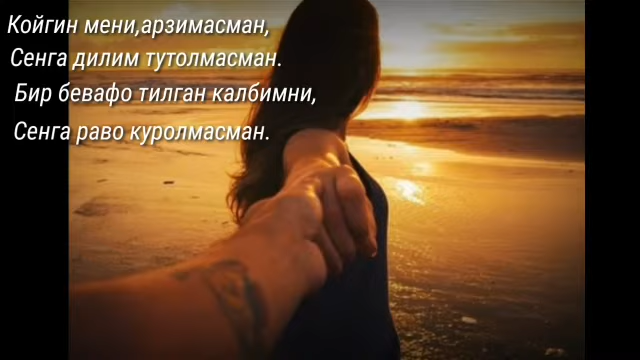 Койгин мени,арзимасман,
Сенга дилим тутолмасман.
Бир бевафо тилган калбимни,
Сенга раво куролмасман.